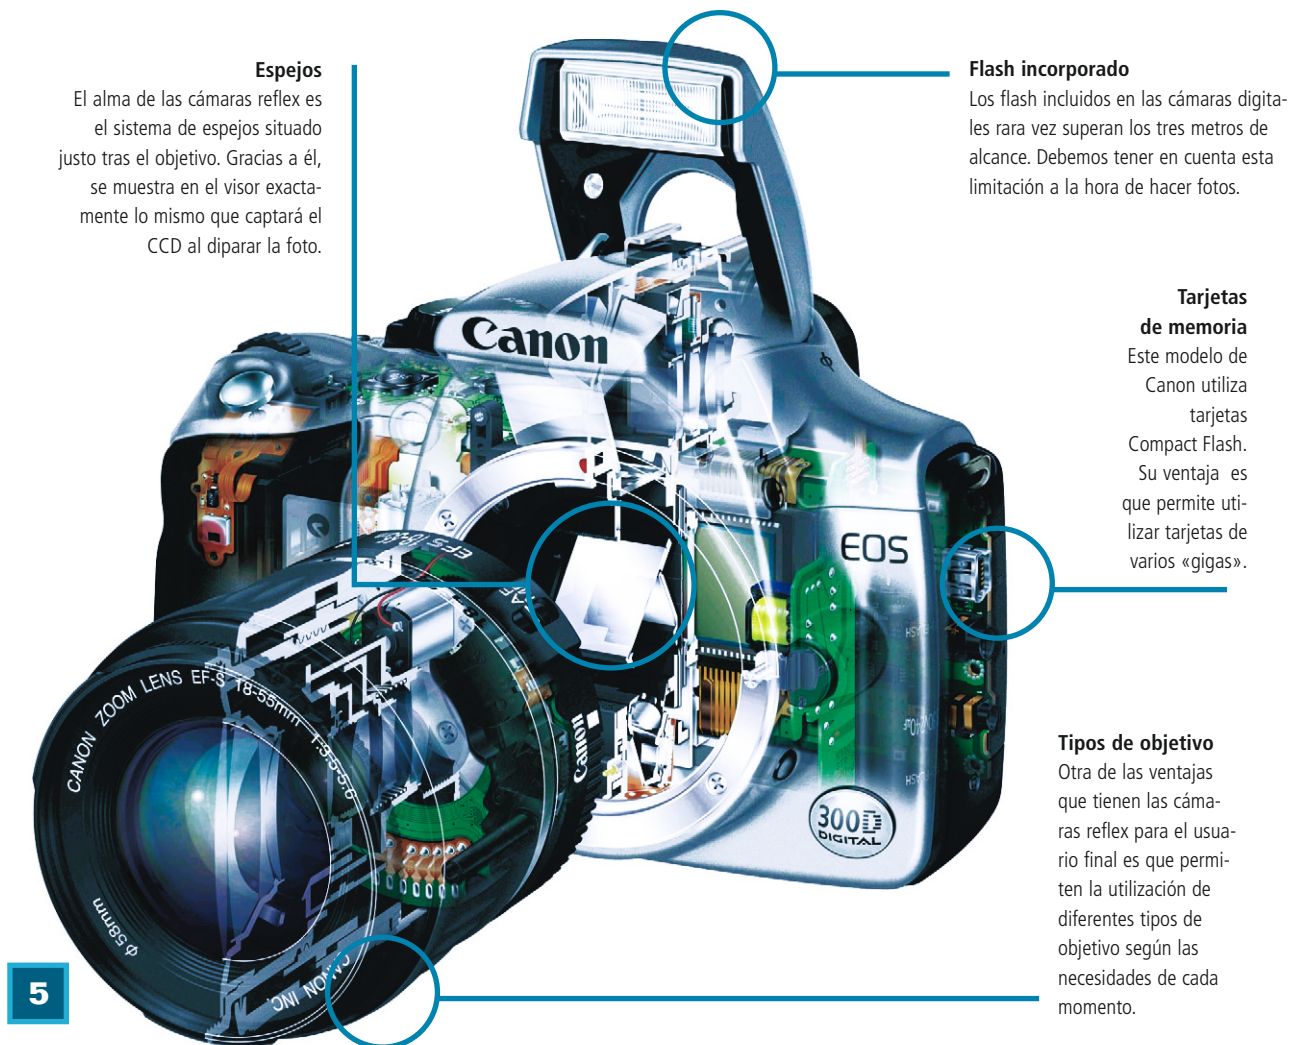 Espejos
El alma de las cámaras reflex es
el sistema de espejos situado
justo tras el objetivo. Gracias a él,
se muestra en el visor exacta-
mente lo mismo que captará el
CCD al diparar la foto.
Flash incorporado
Los flash incluidos en las cámaras digita-
les rara vez superan los tres metros de
alcance. Debemos tener en cuenta esta
limitación a la hora de hacer fotos.
Tarjetas
de memoria
Este modelo de
Canon utiliza
tarjetas
Compact Flash.
Su ventaja es
que permite uti-
lizar tarjetas de
varios «gigas».
Tipos de objetivo
Otra de las ventajas
que tienen las cáma-
ras reflex para el usua-
rio final es que permi-
ten la utilización de
diferentes tipos de
objetivo según las
necesidades de cada
momento.
Canon
EOS
300D
DIGITAL
Canon
CANON ZOOM LENS EF-S 18-55mm 1:3.5-5.6
φ58mm
CANON INC.
5